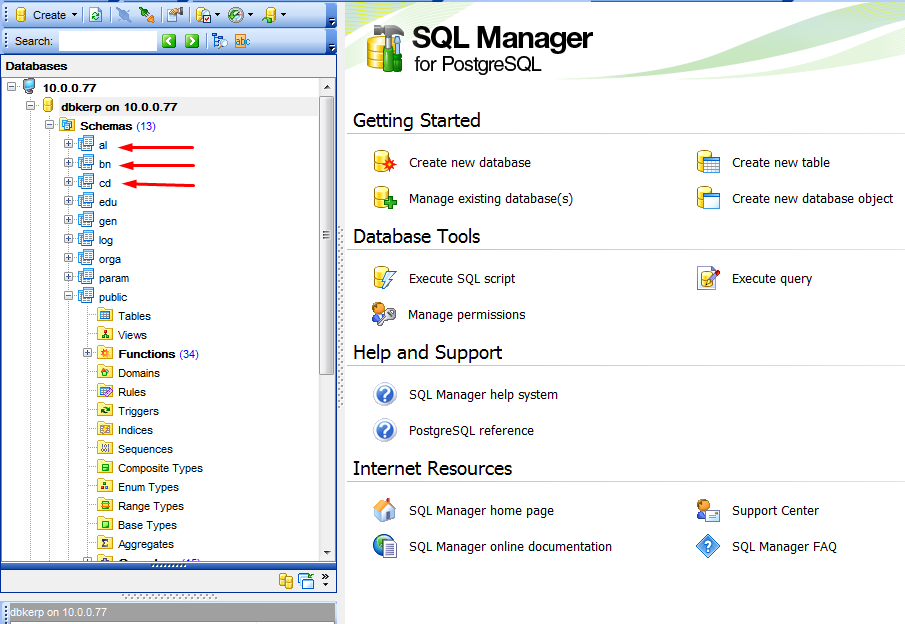 Create
Search:
abc
Databases
10.0.0.77
dbkerp on 10.0.0.77
Schemas (13)
al
bn
cd
edu
gen
log
orga
param
public
Tables
Views
Functions (34)
Domains
Rules
Triggers
Indices
Sequences
Composite Types
Enum Types
Range Types
Base Types
Aggregates
dbkerp on 10.0.0.77
SQL Manager
for PostgreSQL
Getting Started
Create new database
Create new table
Manage existing database(s)
Create new database object
Database Tools
Execute SQL script
Execute query
Manage permissions
Help and Support
SQL Manager help system
PostgreSQL reference
Internet Resources
SQL Manager home page
Support Center
SQL Manager online documentation
SQL Manager FAQ